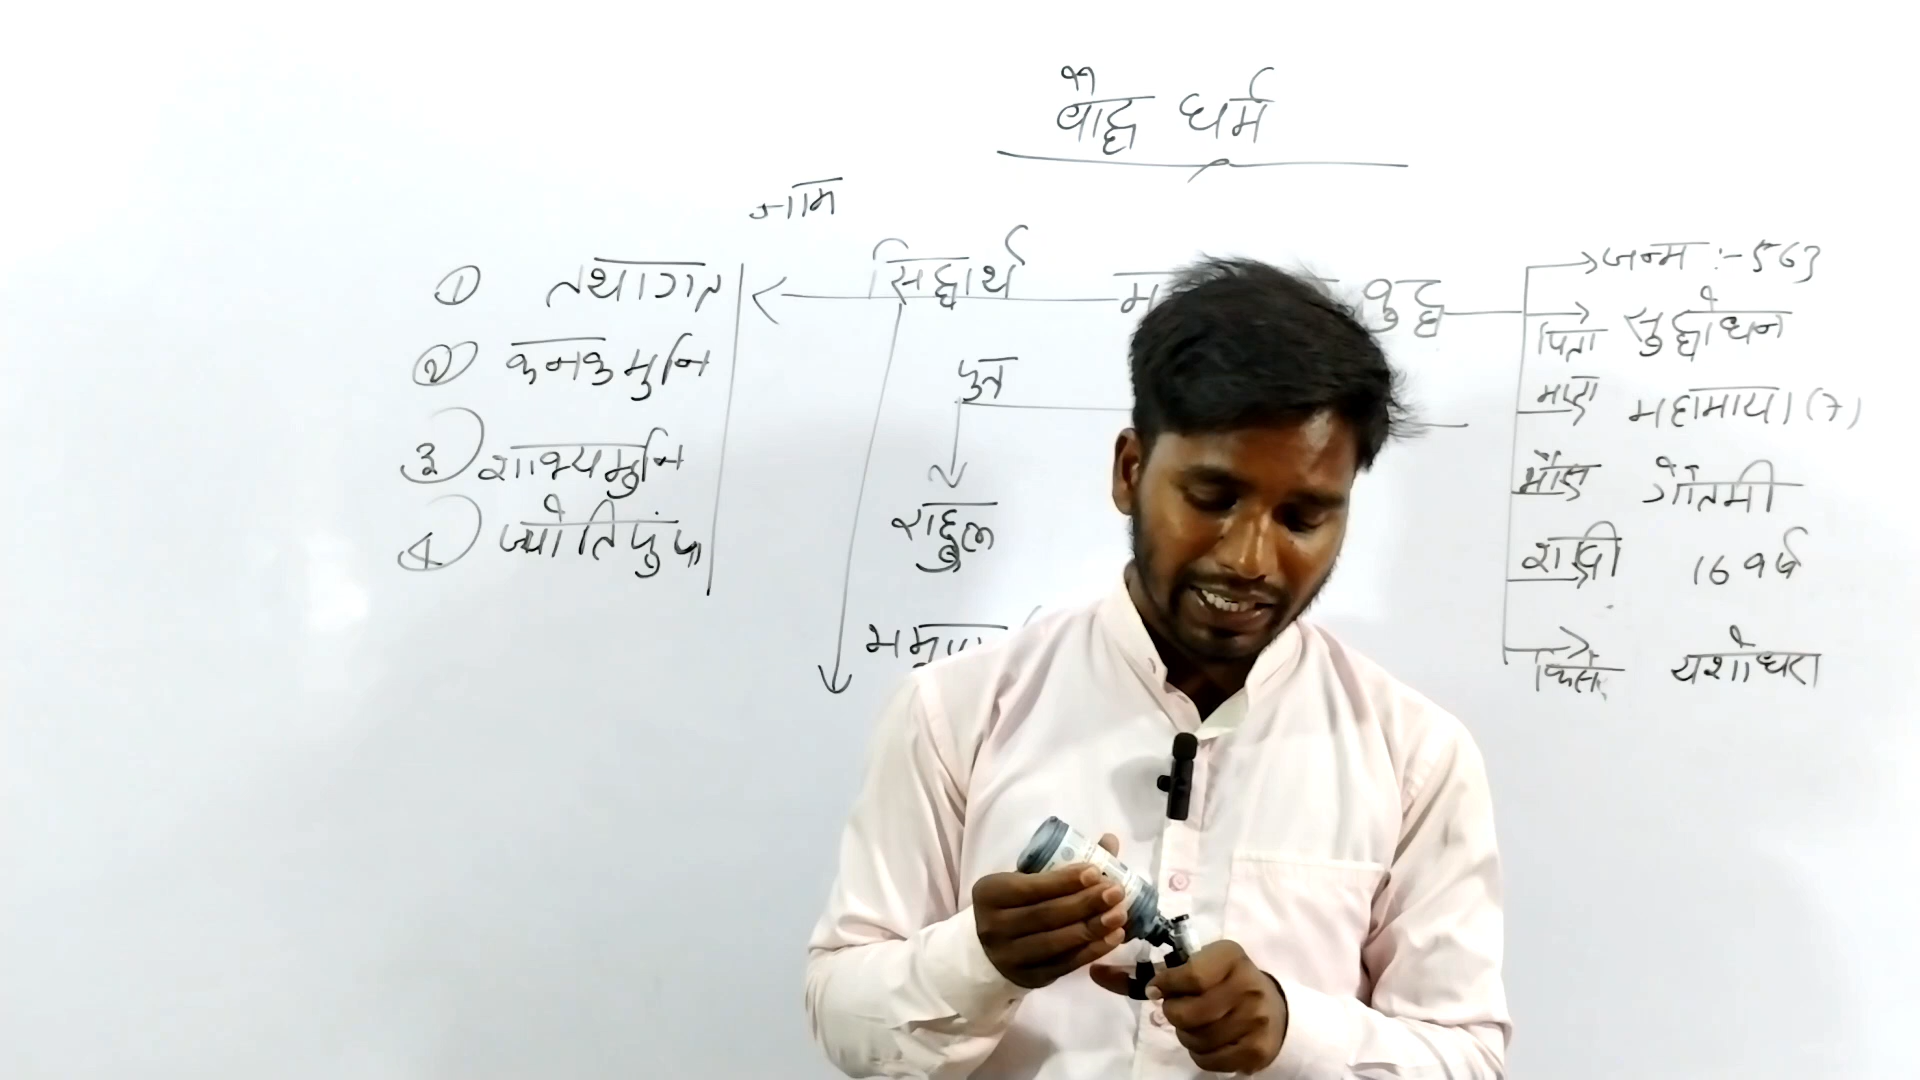 बौद्ध धर्म
नाम
सिद्धार्थ
बुद्ध
① तथागत
② कनकमुनि
③ शाक्यमुनि
④ ज्योतिपुंज
पुत्र
राहुल
जन्म :- 563
पिता सुद्धोधन
महामाया (7)
गौतमी
शादी 16 वर्ष
यशोधरा